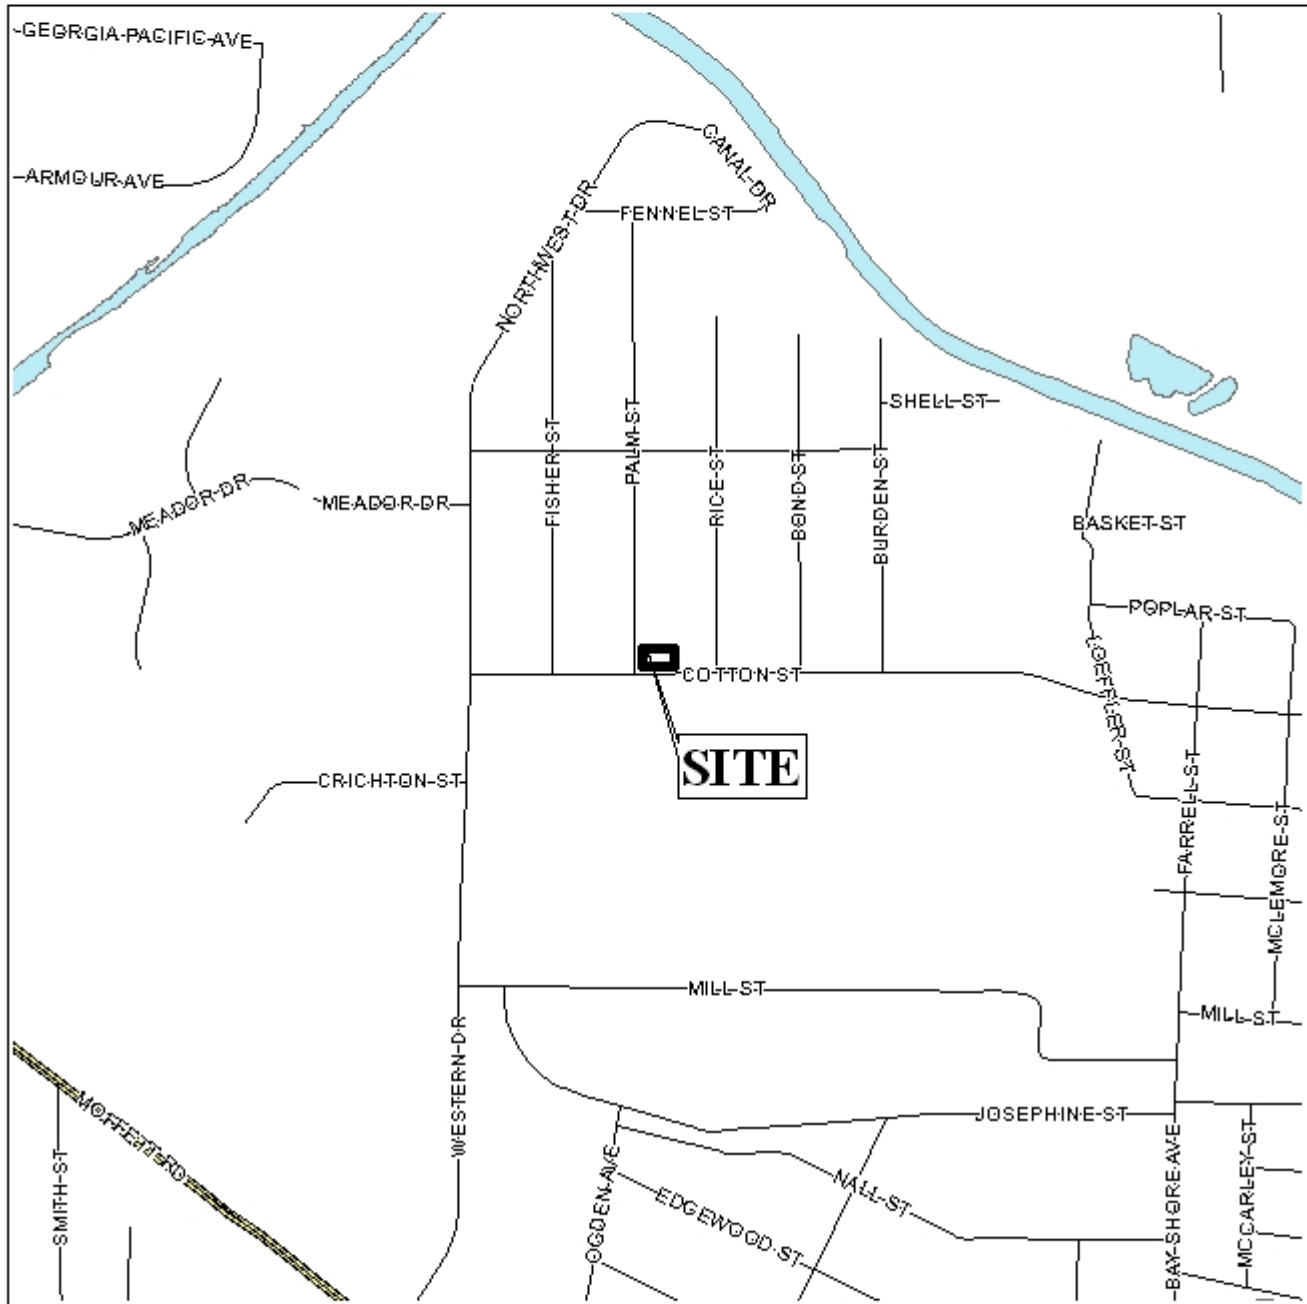 GEORGIA-PACIFIC AVE
ARMOUR AVE
CANAL DR
FENNEL ST
NORTHWEST DR
SHELL ST
FISHER ST
PALM ST
RICE ST
BOND ST
BURDEN ST
MEADOR DR
MEADOR DR
BASKET ST
POPLAR ST
LOEFFLER ST
COTTON ST
SITE
CRICHTON ST
FARRELL ST
MCLEMORE ST
MILL ST
MILL ST
WESTERN DR
MOFFETT RD
SMITH ST
JOSEPHINE ST
OGDEN AVE
NALL ST
EDGEWOOD ST
BAY SHORE AVE
MCCARLEY ST